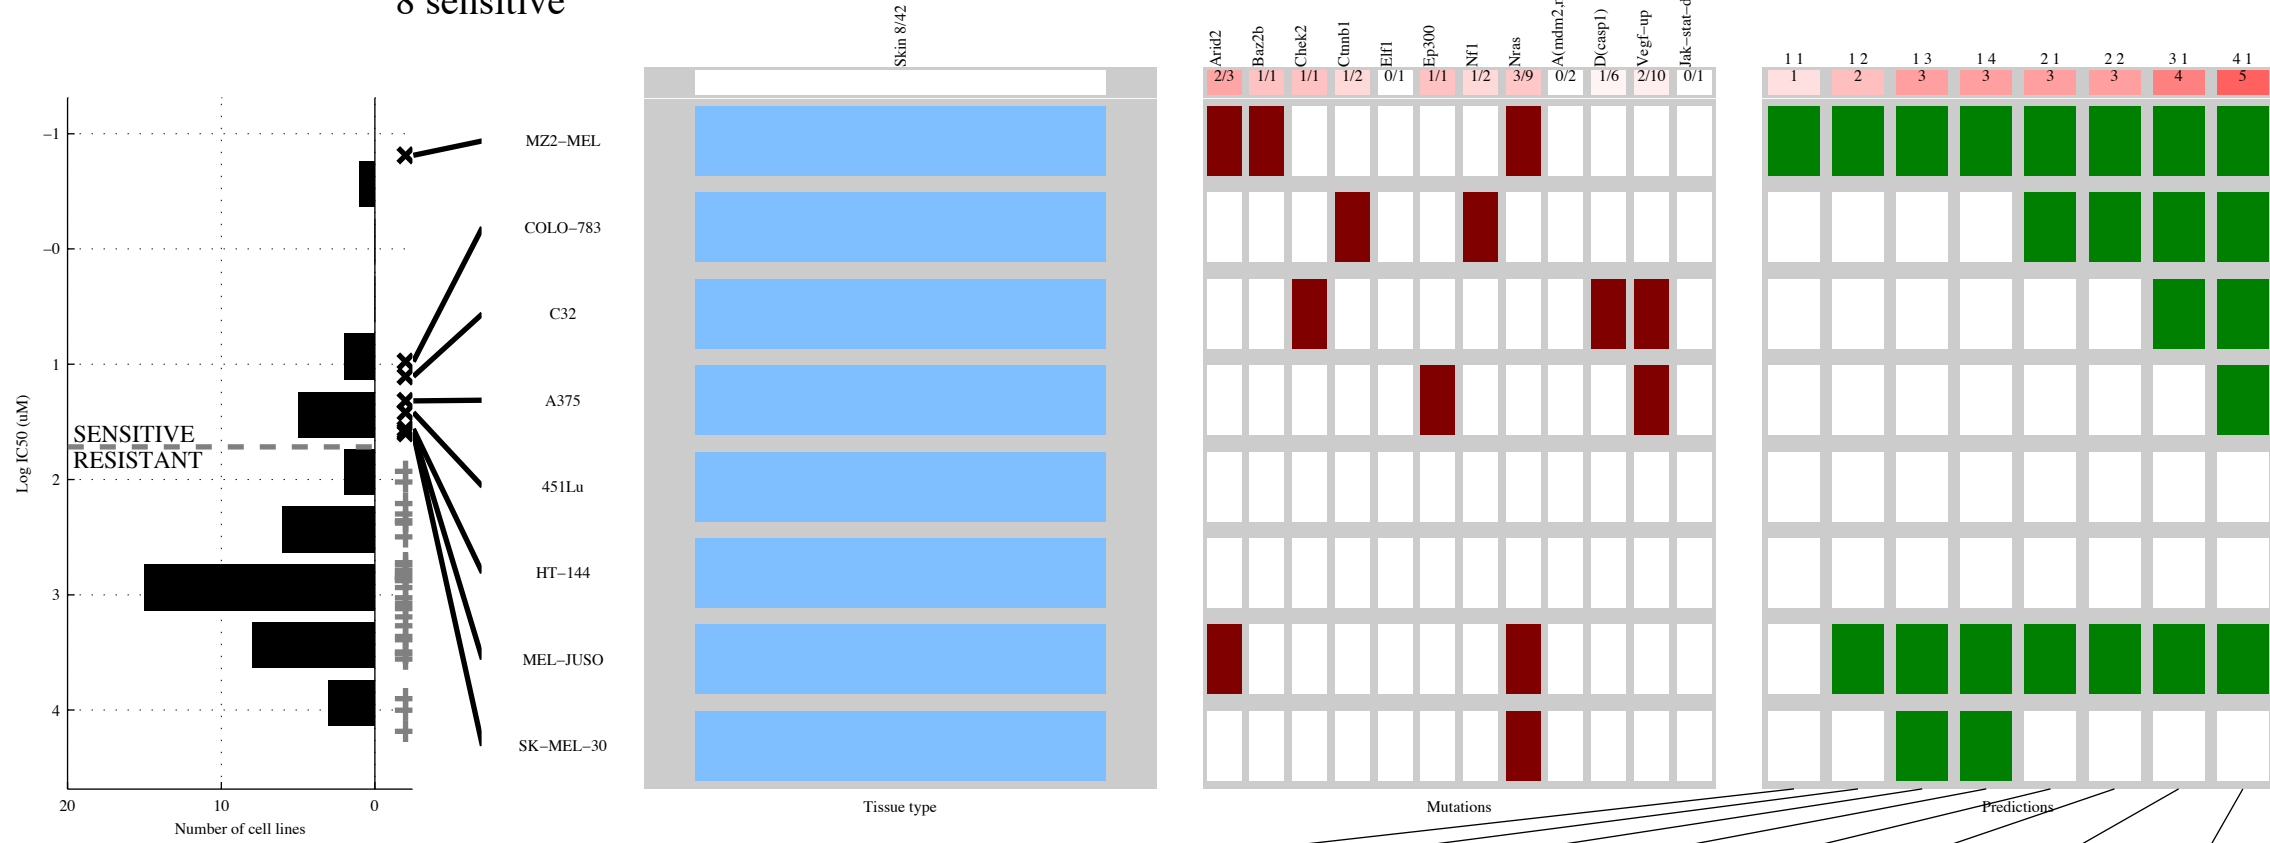 8 sensitive
Skin 8/42
Arid2
Baz2b
Chek2
Ctnnb1
Elf1
Ep300
Nf1
Nras
A(mdm2,
D(casp1)
Vegf–up
Jak–stat–d
2/3 1/1 1/1 1/2 0/1 1/1 1/2 3/9 0/2 1/6 2/10 0/1
1 1 1 2 1 3 1 4 2 1 2 2 3 1 4 1
1 2 3 3 3 3 4 5
–1
–0
1
2
3
4
Log IC50 (uM)
SENSITIVE
RESISTANT
20 10 0
Number of cell lines
MZ2–MEL
COLO–783
C32
A375
451Lu
HT–144
MEL–JUSO
SK–MEL–30
Tissue type
Mutations
Predictions